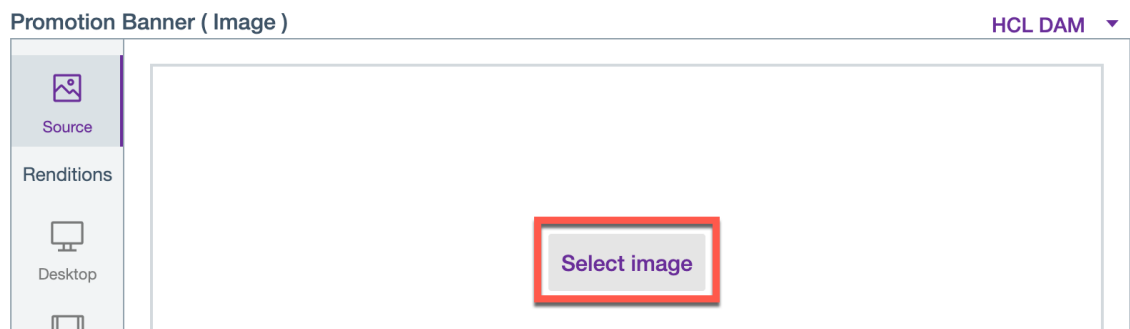 Promotion Banner ( Image )
HCL DAM
Source
Renditions
Desktop
Select image